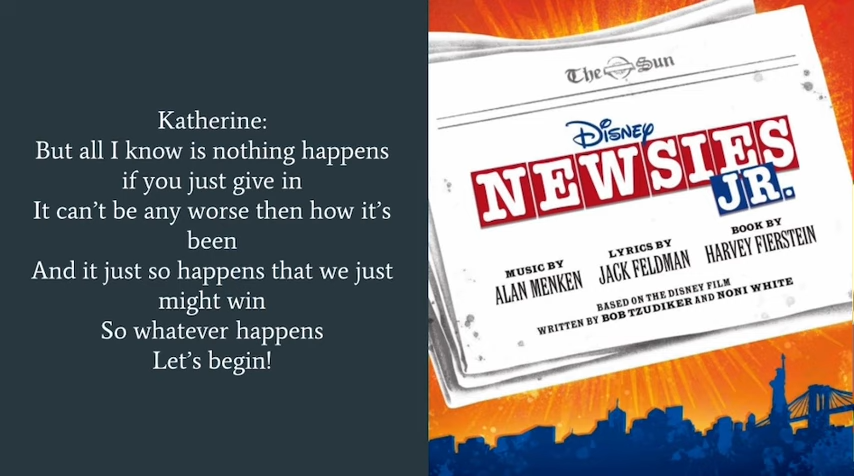 Katherine:
But all I know is nothing happens
if you just give in
It can't be any worse then how it's
been
And it just so happens that we just
might win
So whatever happens
Let's begin!
The Sun
Disney
NEWSIES
JR.
MUSIC BY
ALAN MENKEN
LYRICS BY
JACK FELDMAN
BOOK BY
HARVEY FIERSTEIN
BASED ON THE DISNEY FILM
WRITTEN BY BOB TZUDIKER AND NONI WHITE